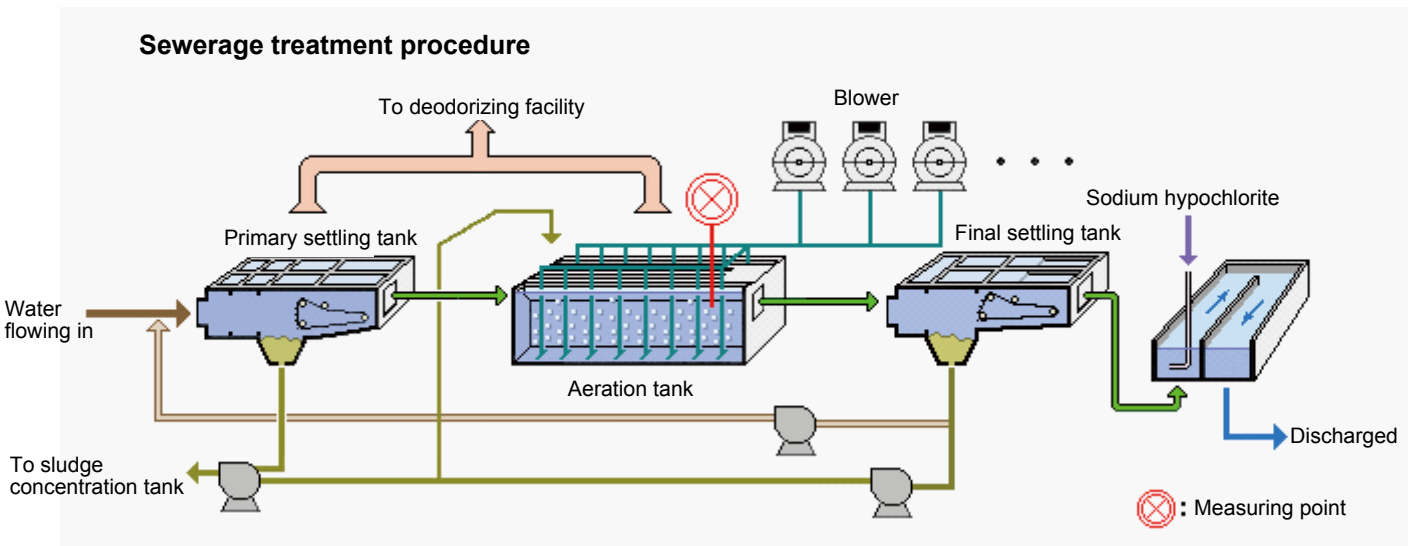 Sewerage treatment procedure
To deodorizing facility
Blower
Sodium hypochlorite
Primary settling tank
Final settling tank
Water
flowing in
Aeration tank
To sludge
concentration tank
Discharged
: Measuring point